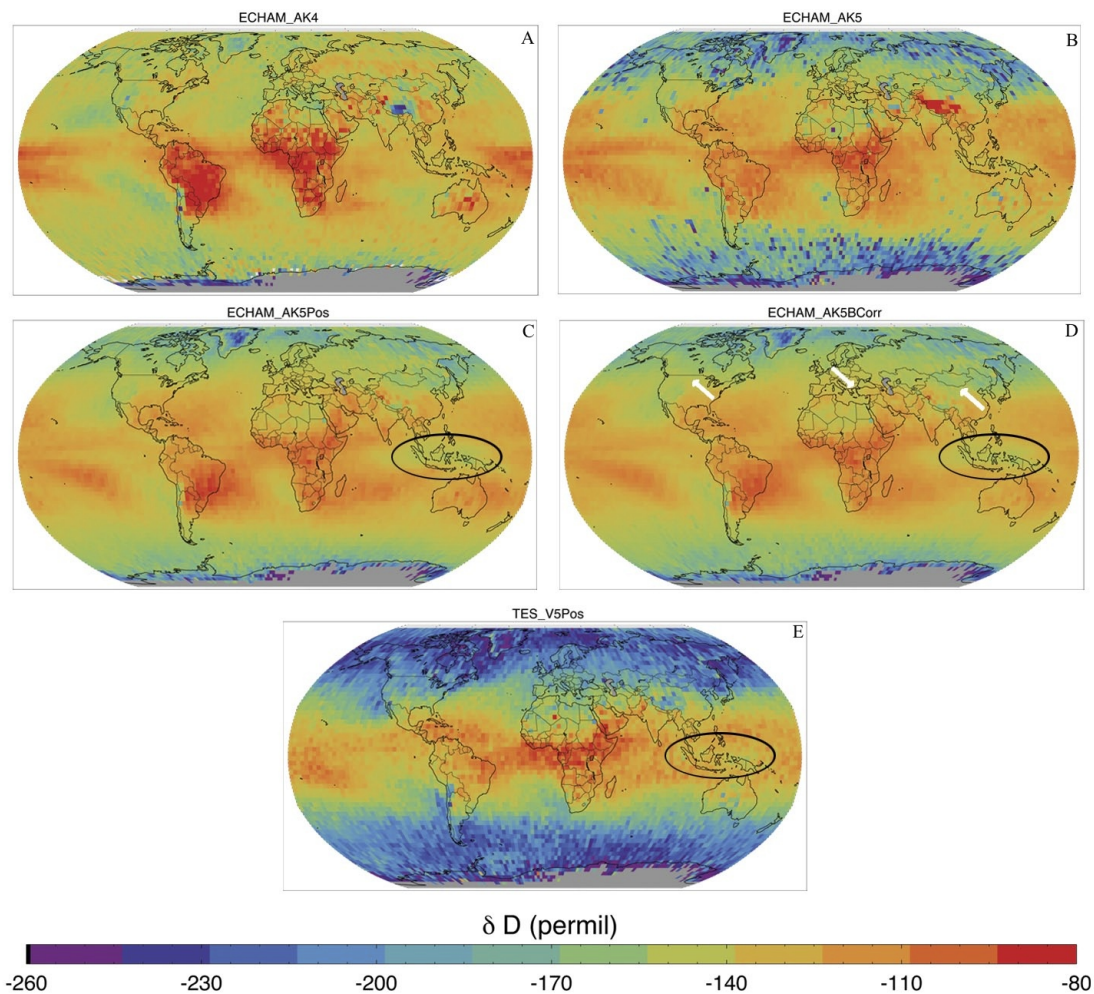 ECHAM_AK4
A
ECHAM_AK5
B
ECHAM_AK5Pos
C
ECHAM_AK5BCorr
D
TES_V5Pos
E
δ D (permil)
-260 -230 -200 -170 -140 -110 -80